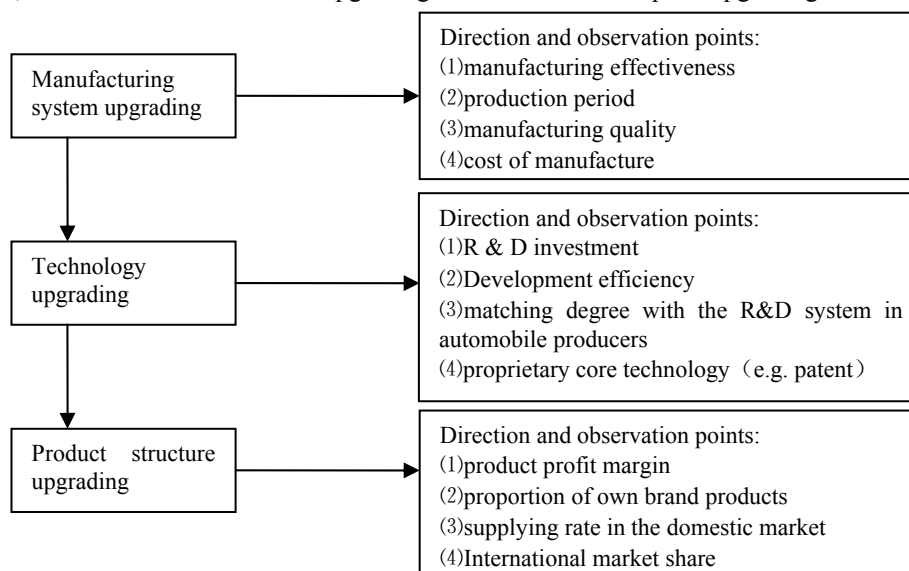 Manufacturing
system upgrading
Direction and observation points:
⑴manufacturing effectiveness
⑵production period
⑶manufacturing quality
⑷cost of manufacture
Technology
upgrading
Direction and observation points:
⑴R & D investment
⑵Development efficiency
⑶matching degree with the R&D system in
automobile producers
⑷proprietary core technology（e.g. patent）
Product structure
upgrading
Direction and observation points:
⑴product profit margin
⑵proportion of own brand products
⑶supplying rate in the domestic market
⑷International market share